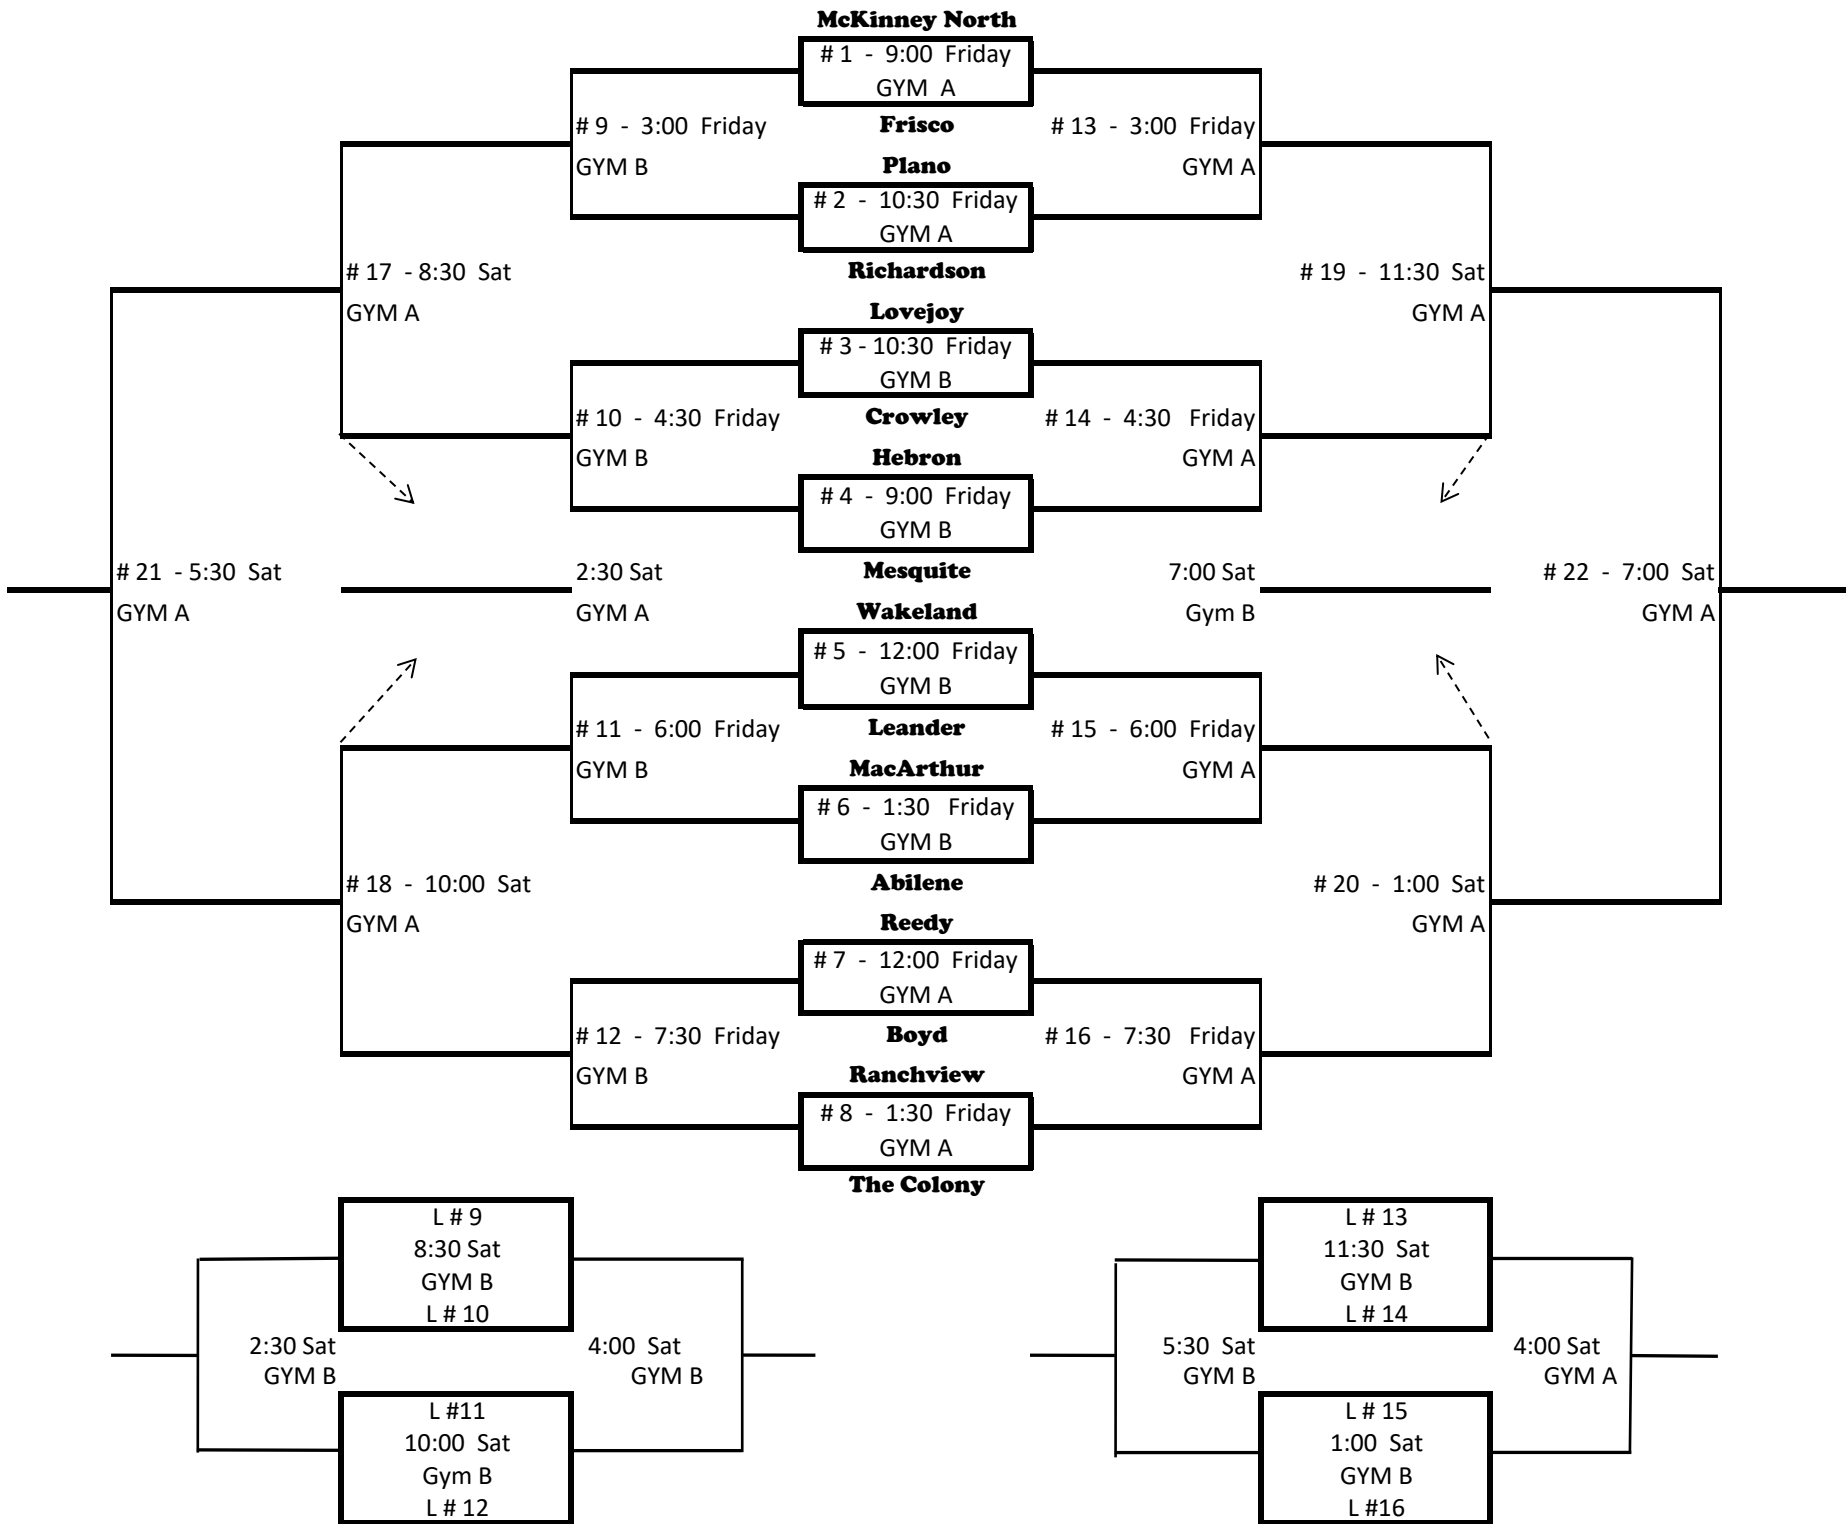 McKinney North
# 1 - 9:00 Friday
GYM A
# 9 - 3:00 Friday
Frisco
# 13 - 3:00 Friday
GYM B
Plano
GYM A
# 2 - 10:30 Friday
GYM A
# 17 - 8:30 Sat
Richardson
# 19 - 11:30 Sat
GYM A
Lovejoy
GYM A
# 3 - 10:30 Friday
GYM B
# 10 - 4:30 Friday
Crowley
# 14 - 4:30 Friday
GYM B
Hebron
GYM A
# 4 - 9:00 Friday
GYM B
# 21 - 5:30 Sat
2:30 Sat
Mesquite
7:00 Sat
# 22 - 7:00 Sat
GYM A
GYM A
Wakeland
Gym B
GYM A
# 5 - 12:00 Friday
GYM B
# 11 - 6:00 Friday
Leander
# 15 - 6:00 Friday
GYM B
MacArthur
GYM A
# 6 - 1:30 Friday
GYM B
# 18 - 10:00 Sat
Abilene
# 20 - 1:00 Sat
GYM A
Reedy
GYM A
# 7 - 12:00 Friday
GYM A
# 12 - 7:30 Friday
Boyd
# 16 - 7:30 Friday
GYM B
Ranchview
GYM A
# 8 - 1:30 Friday
GYM A
The Colony
L # 9
8:30 Sat
GYM B
L # 10
2:30 Sat
GYM B
4:00 Sat
GYM B
L #11
10:00 Sat
Gym B
L # 12
L # 13
11:30 Sat
GYM B
L # 14
5:30 Sat
GYM B
4:00 Sat
GYM A
L # 15
1:00 Sat
GYM B
L #16